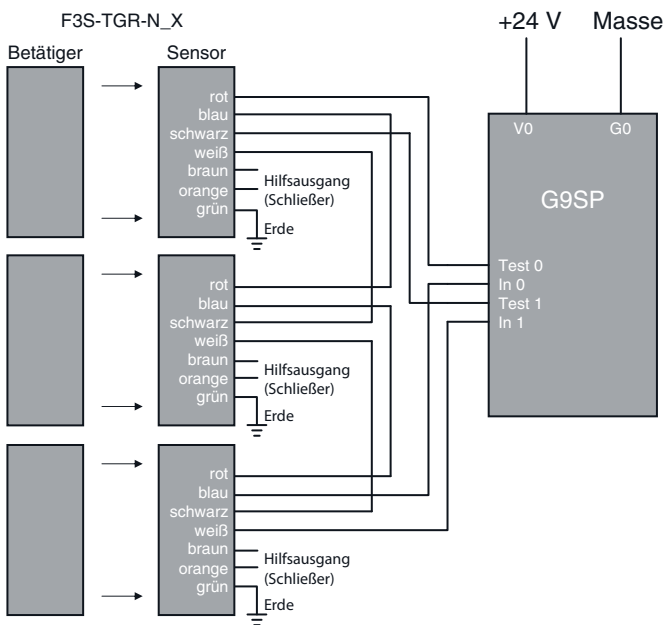 F3S-TGR-N_X
+24 V
Masse
Betätiger
Sensor
rot
blau
schwarz
weiß
braun
orange
grün
Hilfsausgang
(Schließer)
Erde
V0
G0
G9SP
Test 0
In 0
Test 1
In 1
rot
blau
schwarz
weiß
braun
orange
grün
Hilfsausgang
(Schließer)
Erde
rot
blau
schwarz
weiß
braun
orange
grün
Hilfsausgang
(Schließer)
Erde